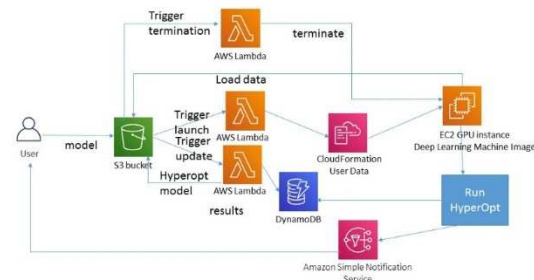 Trigger
termination
AWS Lambda
terminate
Load data
Trigger
launch
AWS Lambda
EC2 GPU instance
Deep Learning Machine Image
User
model
S3 bucket
Trigger
update
CloudFormation
User Data
Hyperopt
model
AWS Lambda
results
DynamoDB
Run
HyperOpt
Amazon Simple Notification
Service